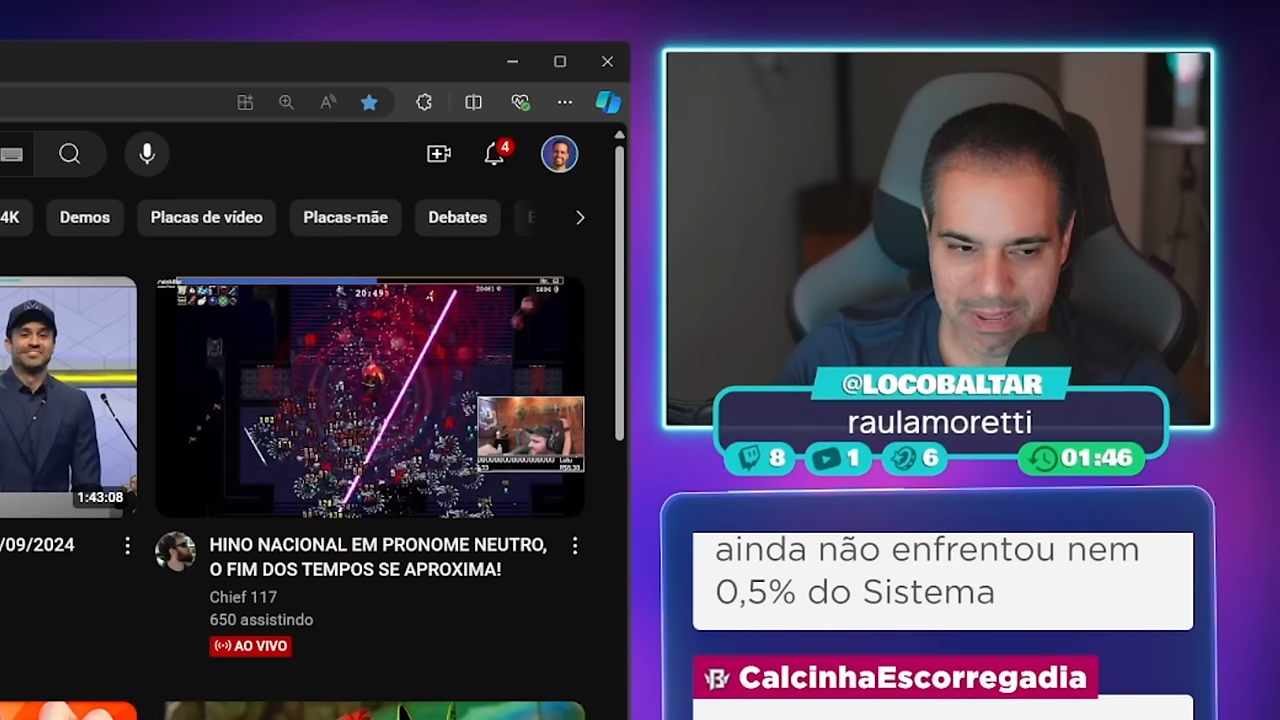 4K
Demos
Placas de vídeo
Placas-mãe
Debates
4
20:49
1:43:08
/09/2024
HINO NACIONAL EM PRONOME NEUTRO,
O FIM DOS TEMPOS SE APROXIMA!
Chief 117
650 assistindo
AO VIVO
@LOCOBALTAR
raulamoretti
8
1
6
01:46
ainda não enfrentou nem
0,5% do Sistema
CalcinhaEscorregadia